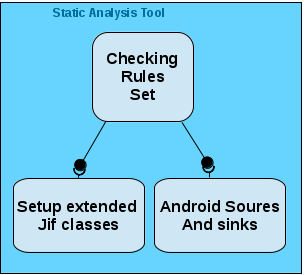 Static Analysis Tool
Checking
Rules
Set
Setup extended
Jif classes
Android Soures
And sinks